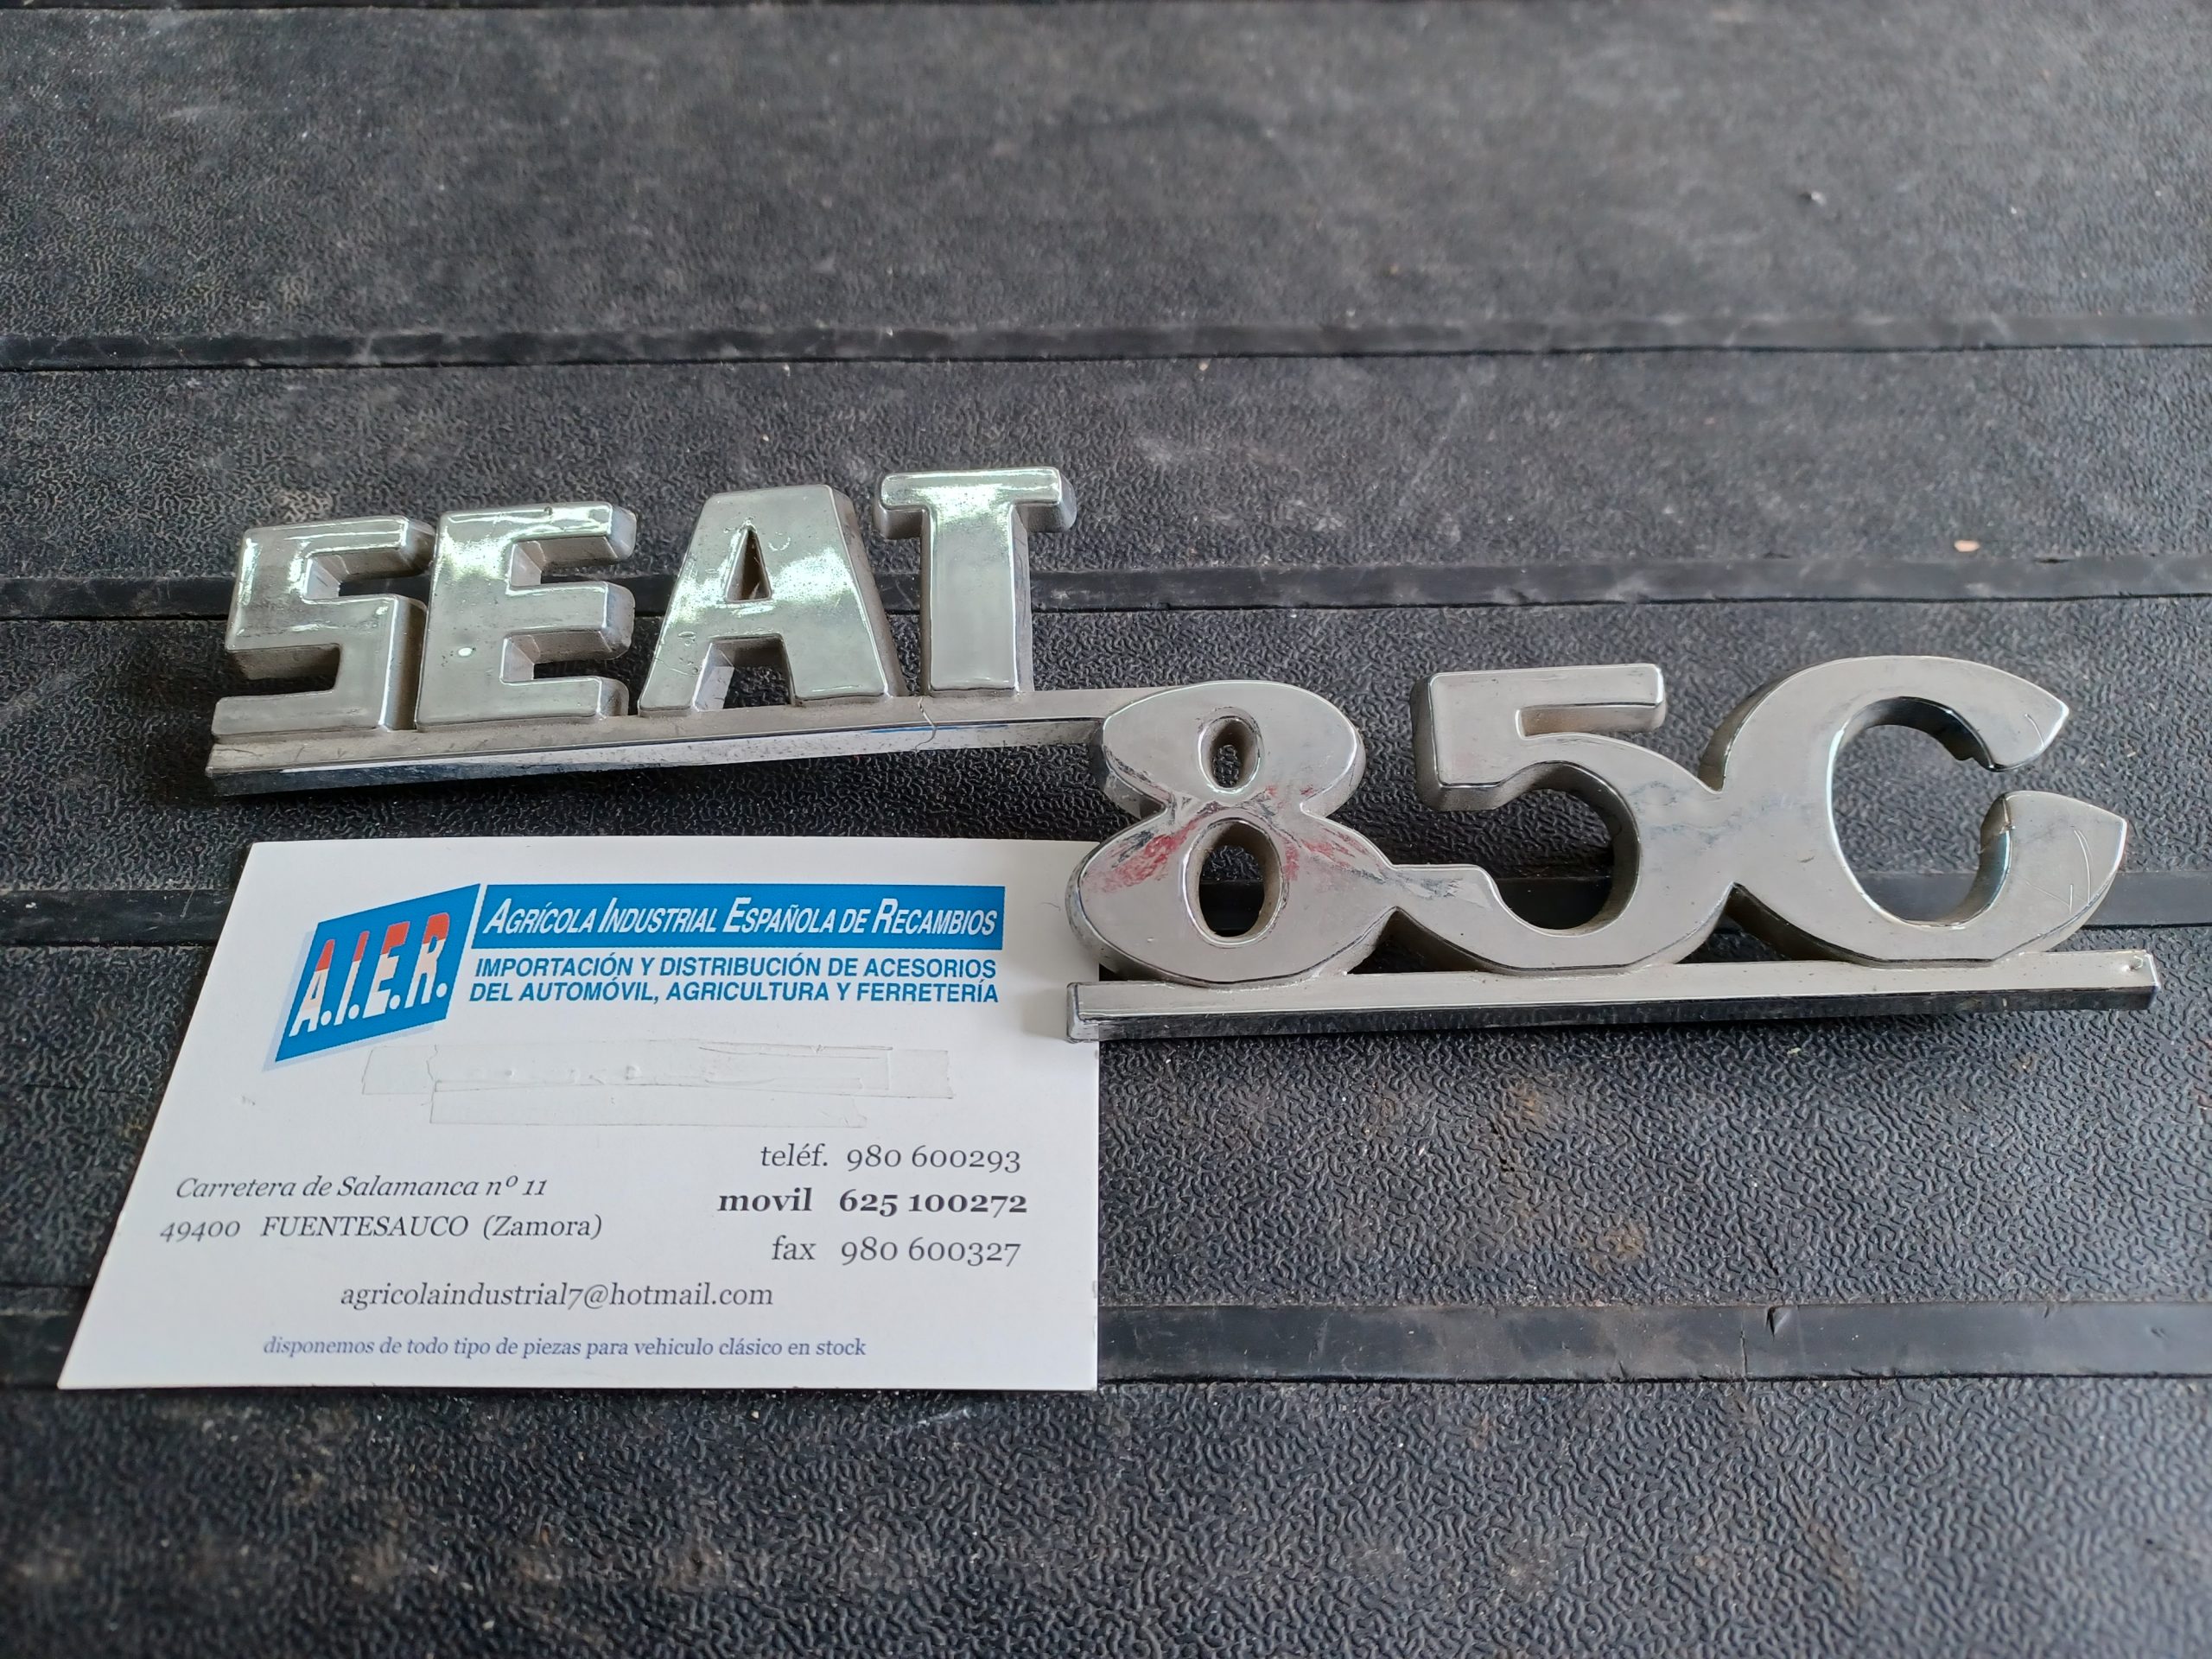 SEAT
850
A.I.E.R.
AGRÍCOLA INDUSTRIAL ESPAÑOLA DE RECAMBIOS
IMPORTACIÓN Y DISTRIBUCIÓN DE ACESORIOS
DEL AUTOMÓVIL, AGRICULTURA Y FERRETERÍA
teléf. 980 600293
Carretera de Salamanca nº 11
movil 625 100272
49400 FUENTESAUCO (Zamora)
fax 980 600327
agricolaindustrial7@hotmail.com
disponemos de todo tipo de piezas para vehiculo clásico en stock